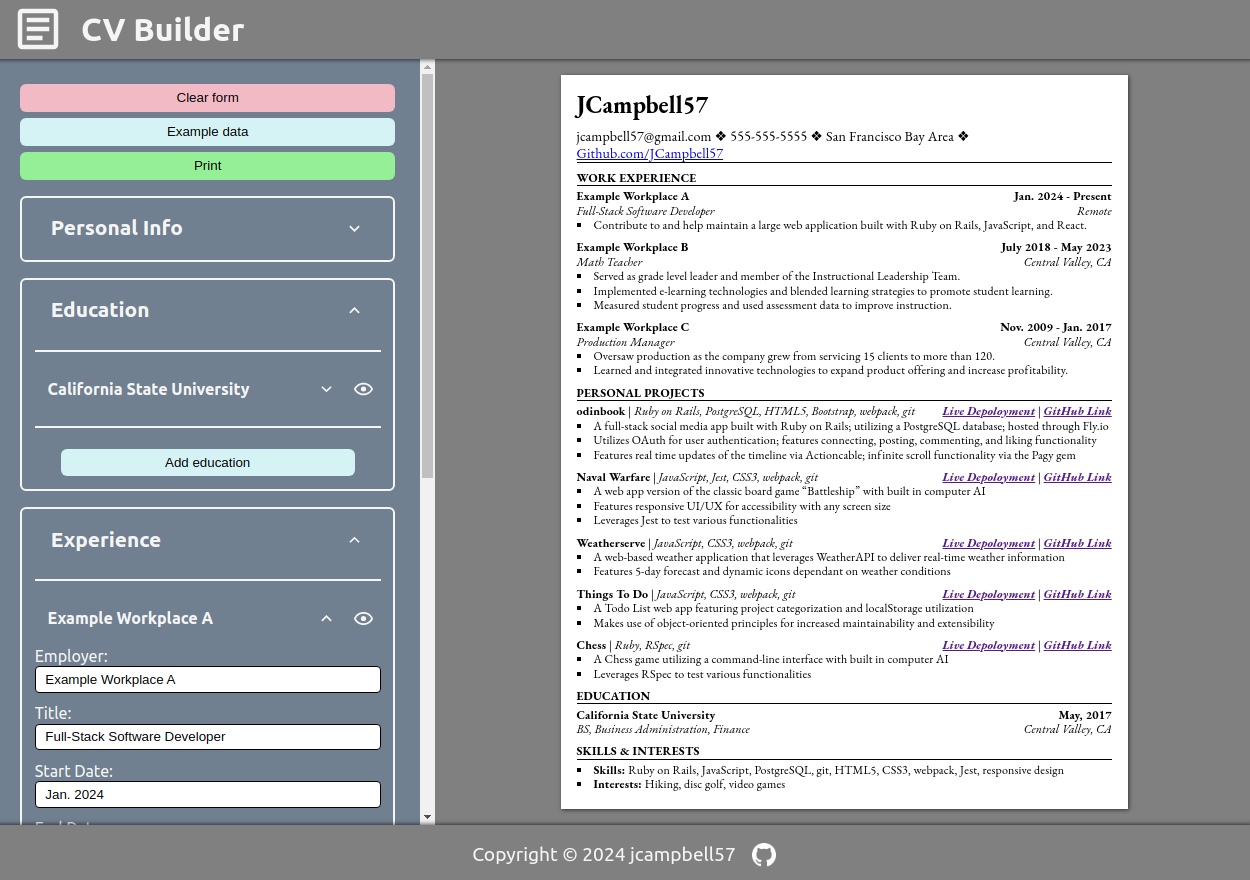 CV Builder
Clear form
Example data
Print
Personal Info
Education
California State University
Add education
Experience
Example Workplace A
Employer:
Example Workplace A
Title:
Full-Stack Software Developer
Start Date:
Jan. 2024
JCampbell57
jcampbell57@gmail.com ❖ 555-555-5555 ❖ San Francisco Bay Area ❖
Github.com/JCampbell57
WORK EXPERIENCE
Example Workplace A Jan. 2024 - Present
Full-Stack Software Developer Remote
▪ Contribute to and help maintain a large web application built with Ruby on Rails, JavaScript, and React.
Example Workplace B July 2018 - May 2023
Math Teacher Central Valley, CA
▪ Served as grade level leader and member of the Instructional Leadership Team.
▪ Implemented e-learning technologies and blended learning strategies to promote student learning.
▪ Measured student progress and used assessment data to improve instruction.
Example Workplace C Nov. 2009 - Jan. 2017
Production Manager Central Valley, CA
▪ Oversaw production as the company grew from servicing 15 clients to more than 120.
▪ Learned and integrated innovative technologies to expand product offering and increase profitability.
PERSONAL PROJECTS
odinbook | Ruby on Rails, PostgreSQL, HTML5, Bootstrap, webpack, git Live Depoloyment | GitHub Link
▪ A full-stack social media app built with Ruby on Rails; utilizing a PostgreSQL database; hosted through Fly.io
▪ Utilizes OAuth for user authentication; features connecting, posting, commenting, and liking functionality
▪ Features real time updates of the timeline via Actioncable; infinite scroll functionality via the Pagy gem
Naval Warfare | JavaScript, Jest, CSS3, webpack, git Live Depoloyment | GitHub Link
▪ A web app version of the classic board game “Battleship” with built in computer AI
▪ Features responsive UI/UX for accessibility with any screen size
▪ Leverages Jest to test various functionalities
Weatherserve | JavaScript, CSS3, webpack, git Live Depoloyment | GitHub Link
▪ A web-based weather application that leverages WeatherAPI to deliver real-time weather information
▪ Features 5-day forecast and dynamic icons dependant on weather conditions
Things To Do | JavaScript, CSS3, webpack, git Live Depoloyment | GitHub Link
▪ A Todo List web app featuring project categorization and localStorage utilization
▪ Makes use of object-oriented principles for increased maintainability and extensibility
Chess | Ruby, RSpec, git Live Depoloyment | GitHub Link
▪ A Chess game utilizing a command-line interface with built in computer AI
▪ Leverages RSpec to test various functionalities
EDUCATION
California State University May, 2017
BS, Business Administration, Finance Central Valley, CA
SKILLS & INTERESTS
▪ Skills: Ruby on Rails, JavaScript, PostgreSQL, git, HTML5, CSS3, webpack, Jest, responsive design
▪ Interests: Hiking, disc golf, video games
Copyright © 2024 jcampbell57